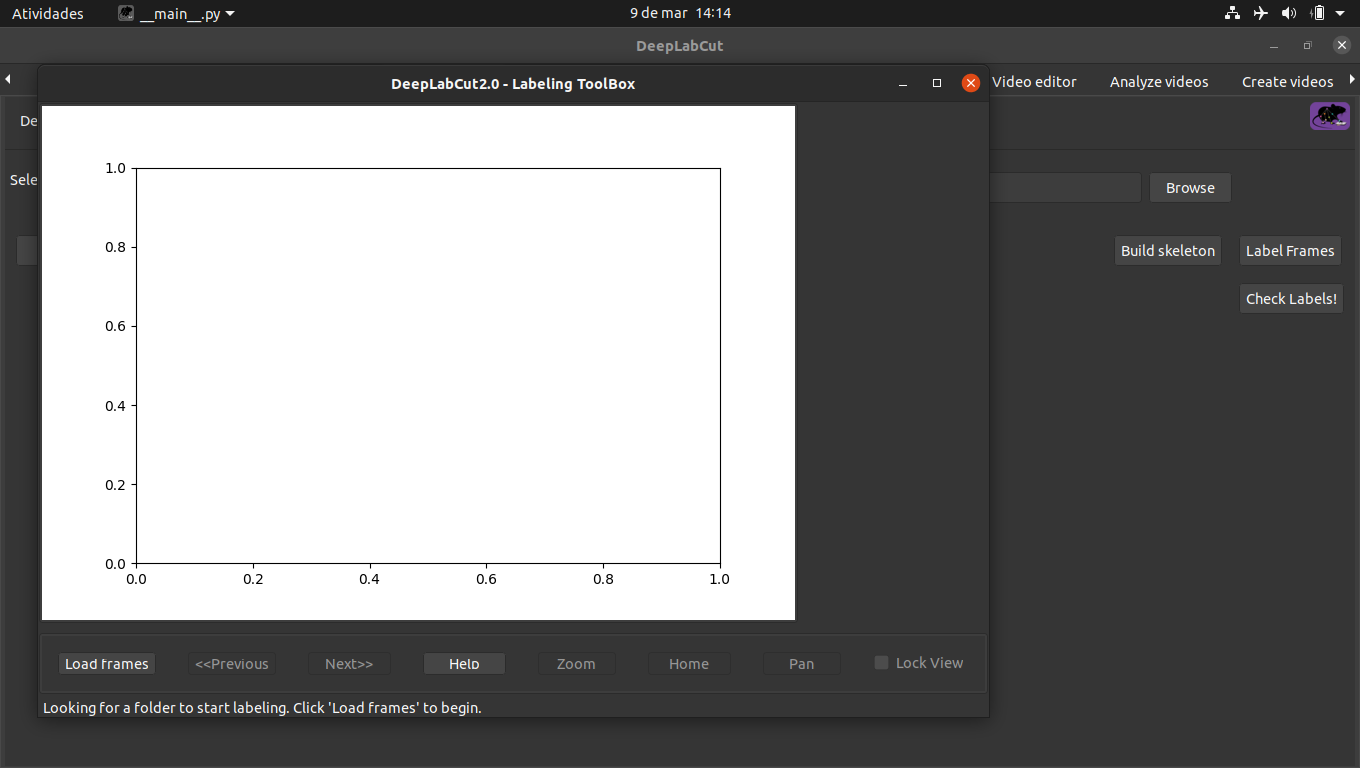 Atividades
__main__.py
9 de mar 14:14
DeepLabCut
DeepLabCut2.0 - Labeling ToolBox
Video editor
Analyze videos
Create videos
De
Sele
Browse
Build skeleton
Label Frames
Check Labels!
1.0
0.8
0.6
0.4
0.2
0.0
0.0 0.2 0.4 0.6 0.8 1.0
Load frames
<<Previous
Next>>
Help
Zoom
Home
Pan
Lock View
Looking for a folder to start labeling. Click 'Load frames' to begin.